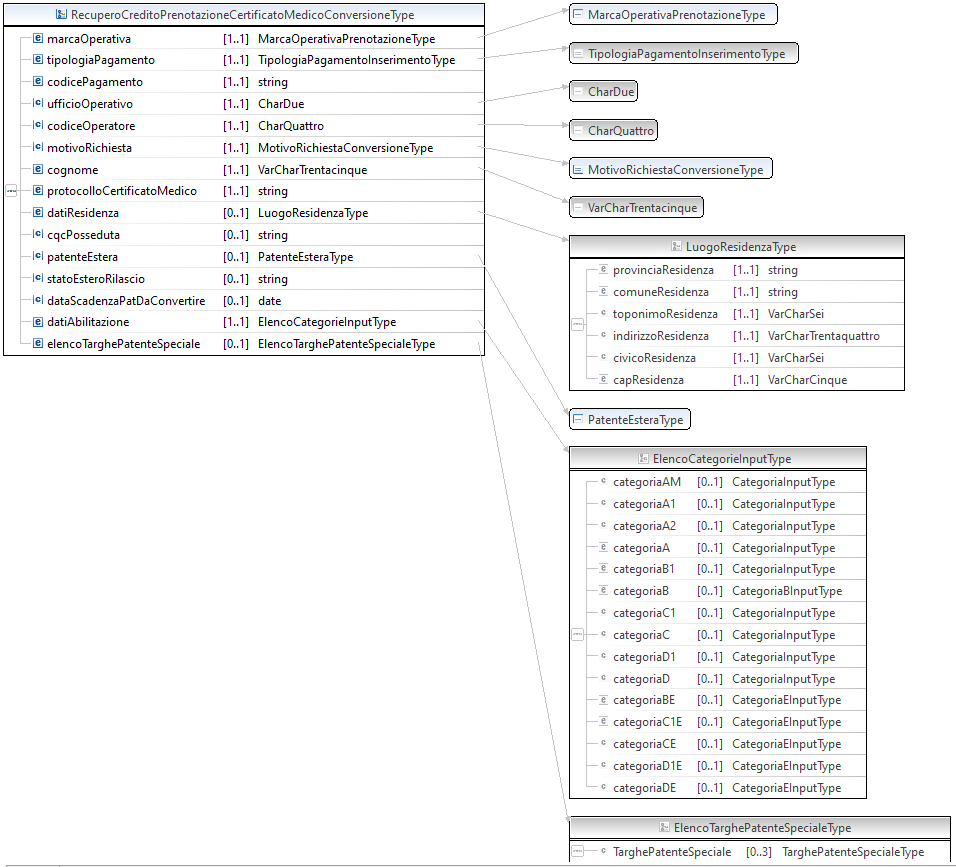 RecuperoCreditoPrenotazioneCertificatoMedicoConversioneType
marcaOperativa [1..1] MarcaOperativaPrenotazioneType
tipologiaPagamento [1..1] TipologiaPagamentoInserimentoType
codicePagamento [1..1] string
ufficioOperativo [1..1] CharDue
codiceOperatore [1..1] CharQuattro
motivoRichiesta [1..1] MotivoRichiestaConversioneType
cognome [1..1] VarCharTrentacinque
protocolloCertificatoMedico [1..1] string
datiResidenza [0..1] LuogoResidenzaType
cqcPosseduta [0..1] string
patenteEstera [0..1] PatenteEsteraType
statoEsteroRilascio [0..1] string
dataScadenzaPatDaConvertire [0..1] date
datiAbilitazione [1..1] ElencoCategorieInputType
elencoTarghePatenteSpeciale [0..1] ElencoTarghePatenteSpecialeType
MarcaOperativaPrenotazioneType
TipologiaPagamentoInserimentoType
CharDue
CharQuattro
MotivoRichiestaConversioneType
VarCharTrentacinque
LuogoResidenzaType
provinciaResidenza [1..1] string
comuneResidenza [1..1] string
toponimoResidenza [1..1] VarCharSei
indirizzoResidenza [1..1] VarCharTrentaquattro
civicoResidenza [1..1] VarCharSei
capResidenza [1..1] VarCharCinque
PatenteEsteraType
ElencoCategorieInputType
categoriaAM [0..1] CategoriaInputType
categoriaA1 [0..1] CategoriaInputType
categoriaA2 [0..1] CategoriaInputType
categoriaA [0..1] CategoriaInputType
categoriaB1 [0..1] CategoriaInputType
categoriaB [0..1] CategoriaBInputType
categoriaC1 [0..1] CategoriaInputType
categoriaC [0..1] CategoriaInputType
categoriaD1 [0..1] CategoriaInputType
categoriaD [0..1] CategoriaInputType
categoriaBE [0..1] CategoriaEInputType
categoriaC1E [0..1] CategoriaEInputType
categoriaCE [0..1] CategoriaEInputType
categoriaD1E [0..1] CategoriaEInputType
categoriaDE [0..1] CategoriaEInputType
ElencoTarghePatenteSpecialeType
TarghePatenteSpeciale [0..3] TarghePatenteSpecialeType